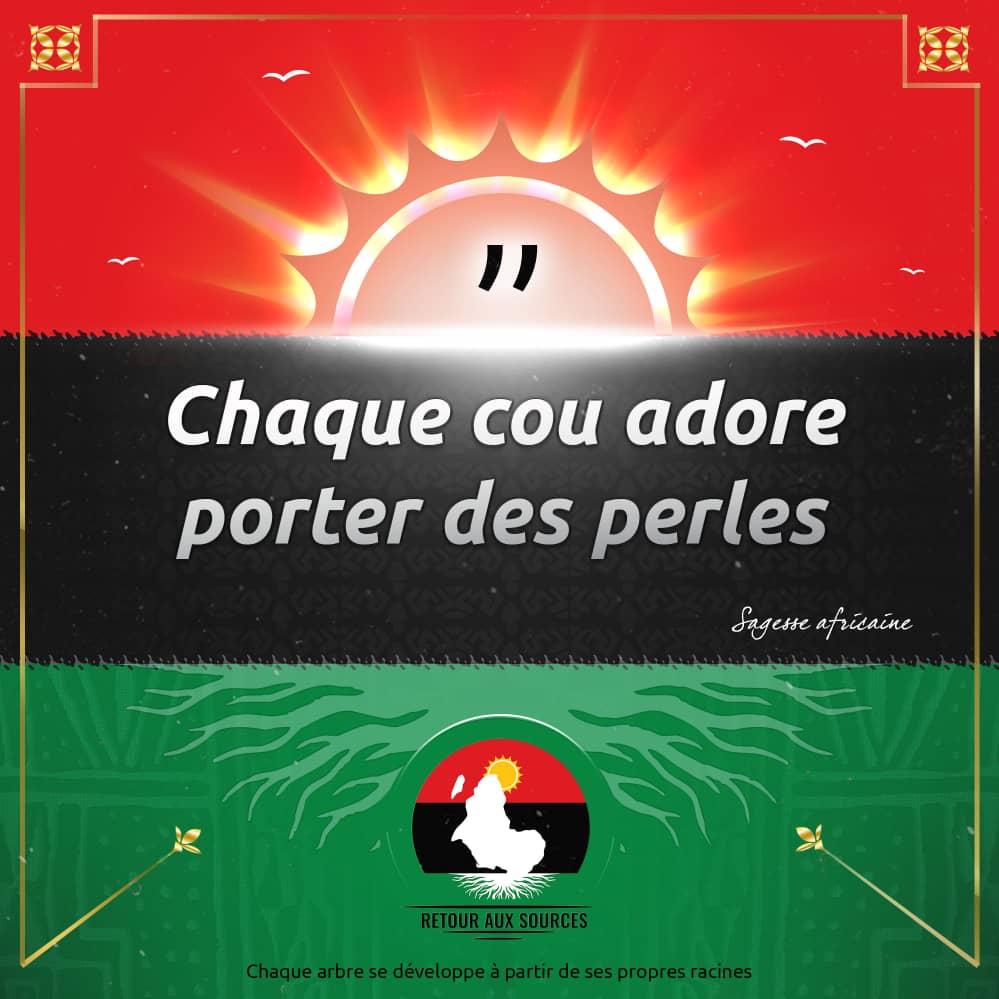 "
Chaque cou adore
porter des perles
Sagesse africaine
RETOUR AUX SOURCES
Chaque arbre se développe à partir de ses propres racines